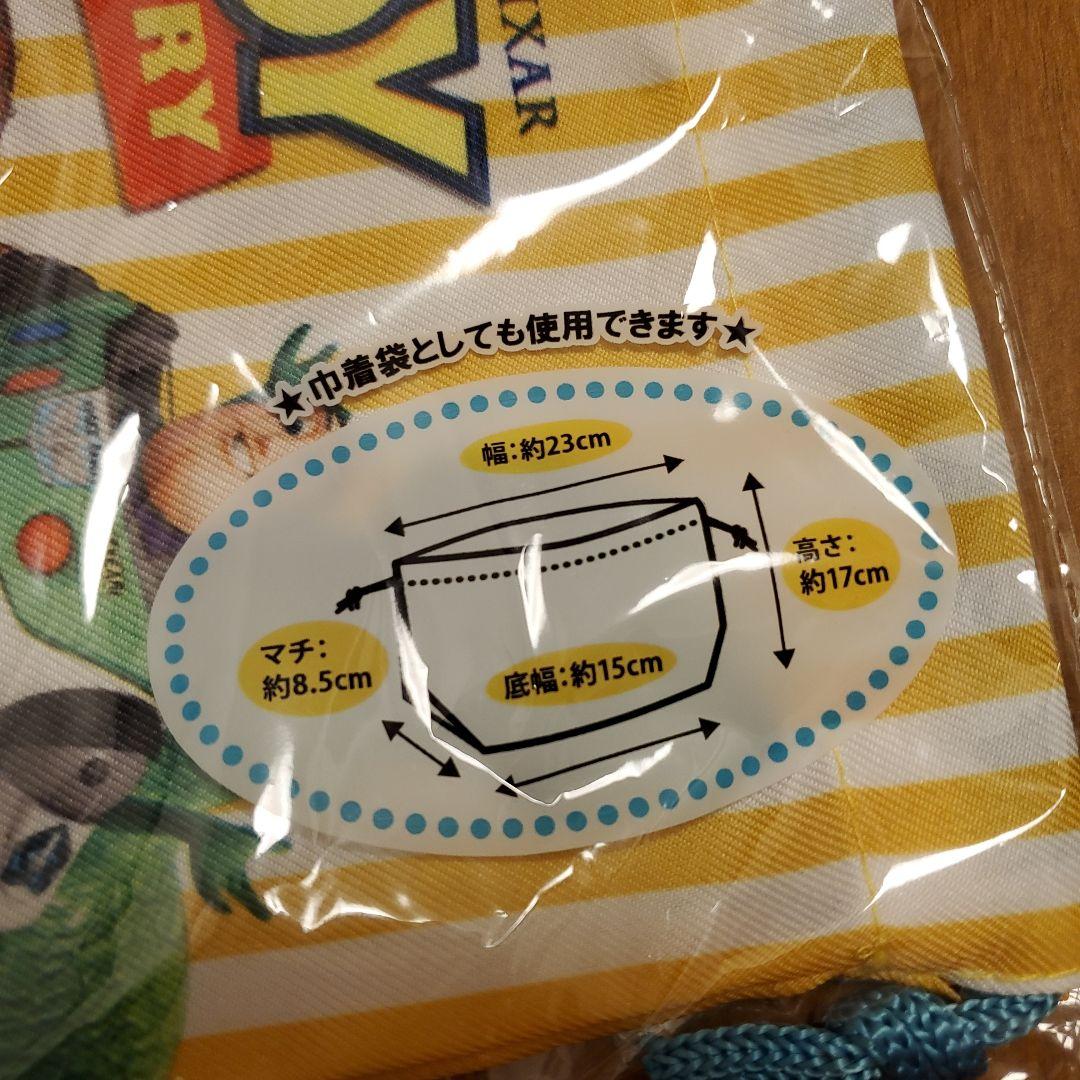 PIXAR
RY
★巾着袋としても使用できます★
幅：約23cm
高さ：
約17cm
マチ：
約8.5cm
底幅：約15cm